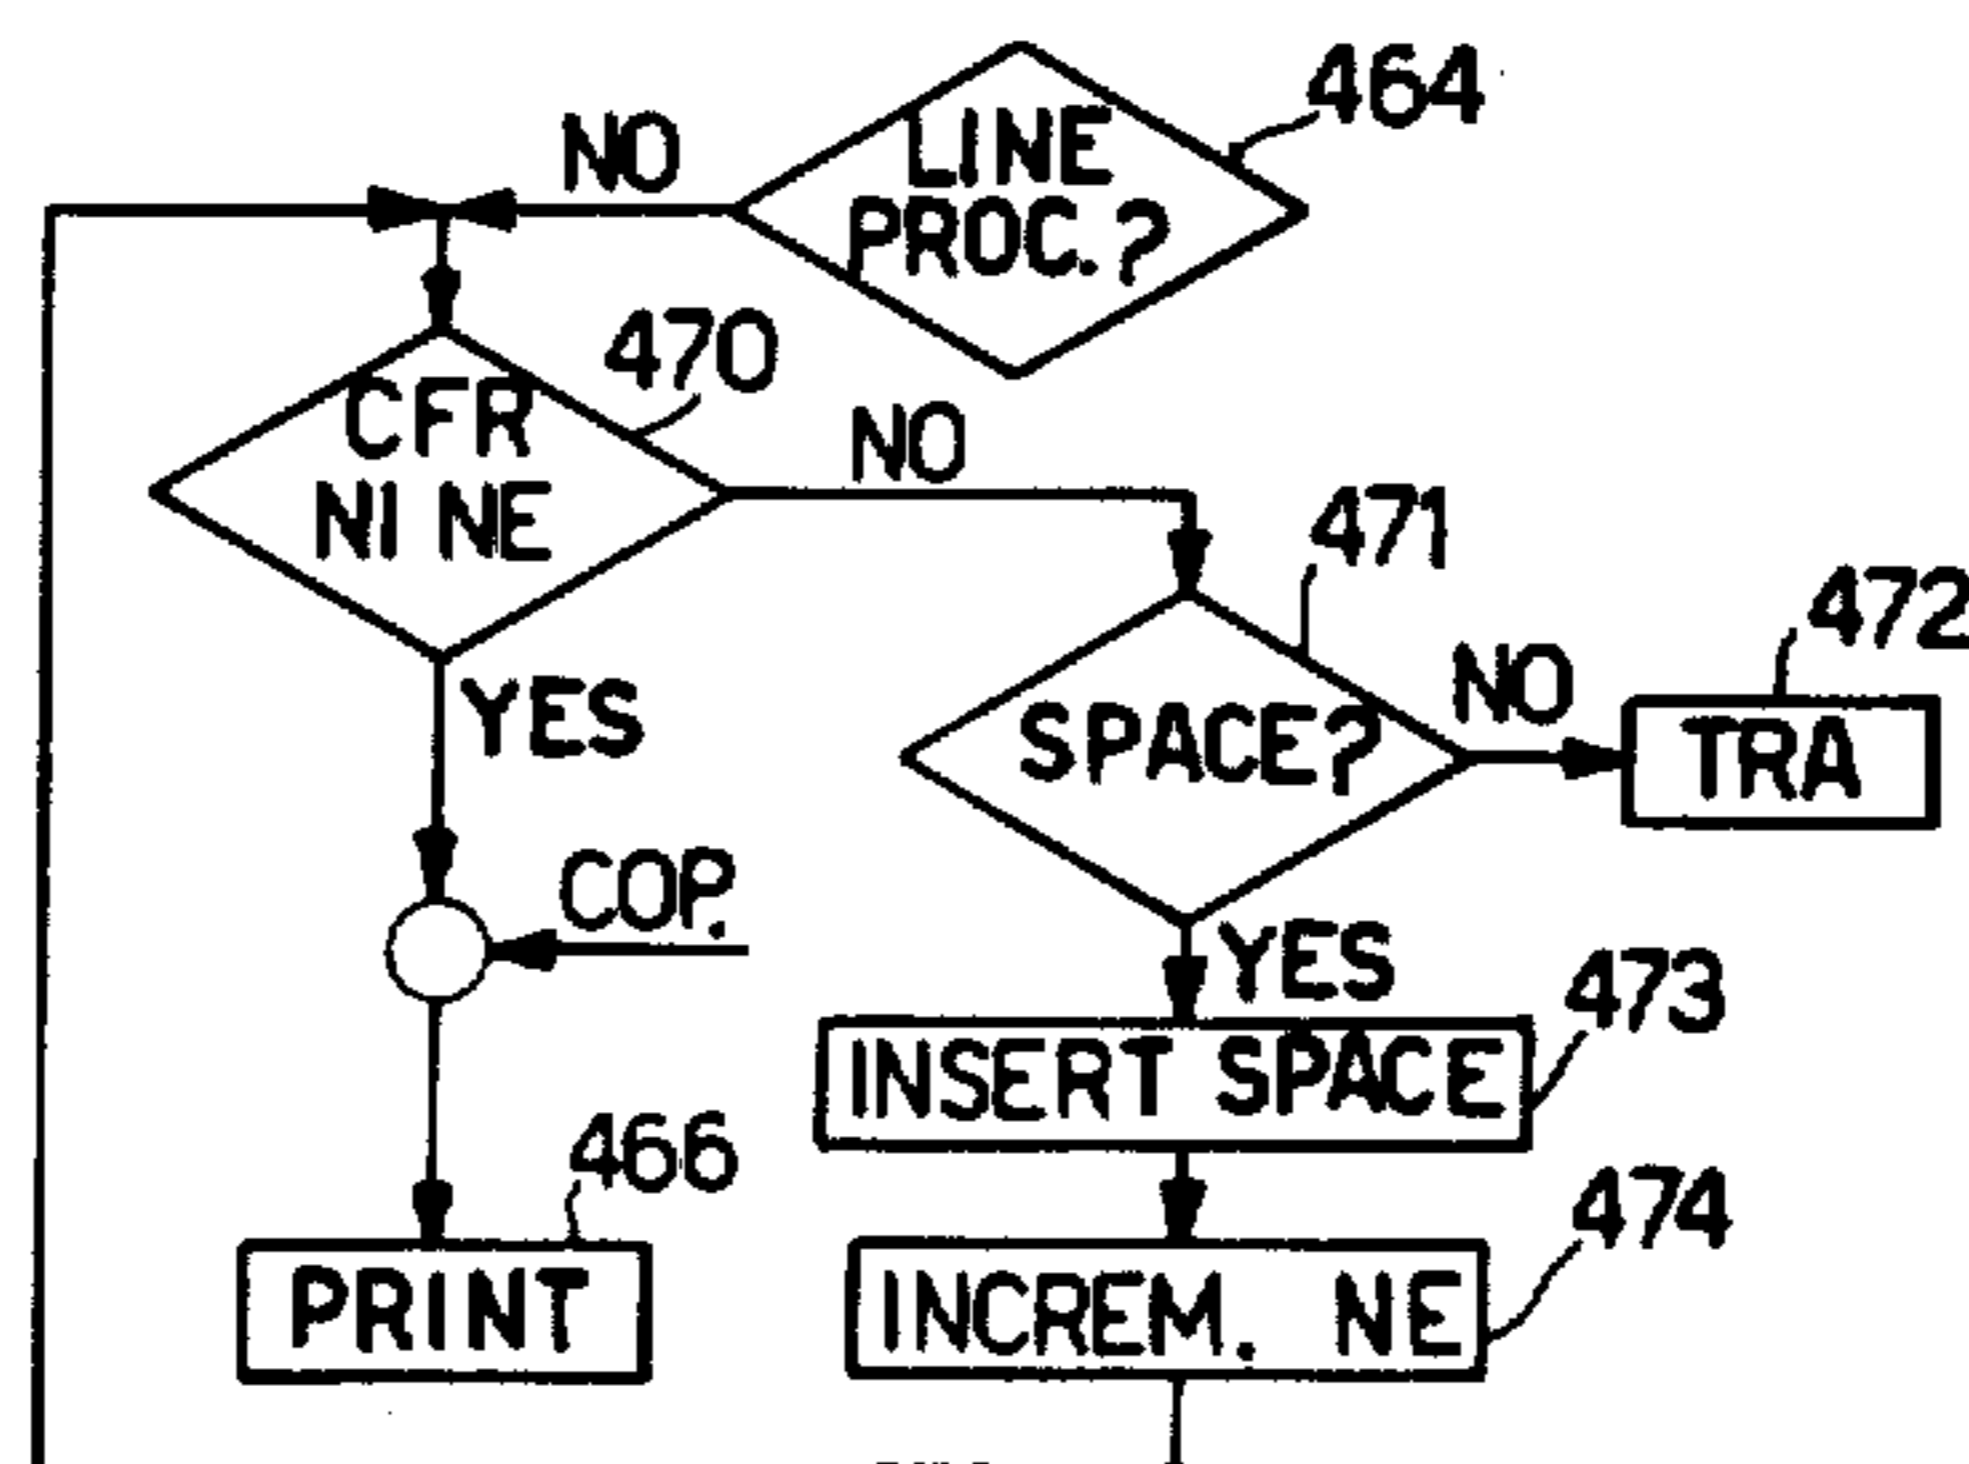 464
NO
LINE
PROC.?
470
CFR
NI NE
NO
471
472
YES
SPACE?
NO
TRA
COP.
YES
473
INSERT SPACE
466
474
PRINT
INCREM. NE